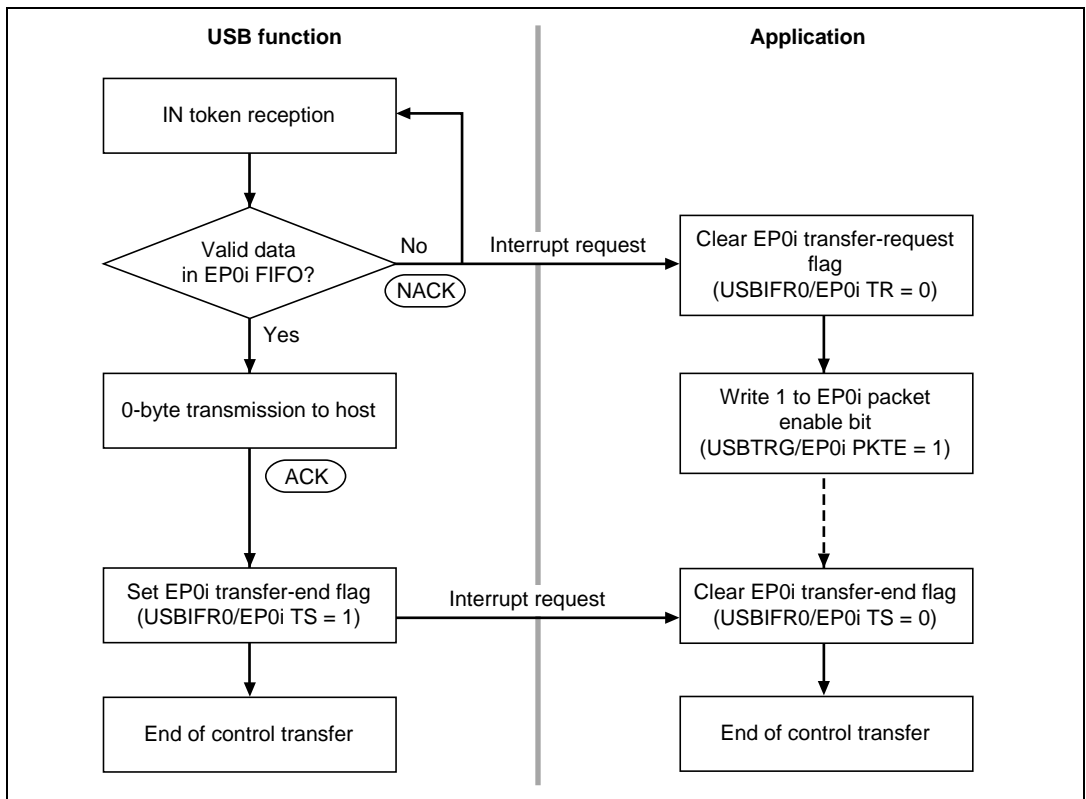 USB function
Application
IN token reception
Valid data
in EP0i FIFO?
No
NACK
Interrupt request
Clear EP0i transfer-request
flag
(USBIFR0/EP0i TR = 0)
Yes
0-byte transmission to host
Write 1 to EP0i packet
enable bit
(USBTRG/EP0i PKTE = 1)
ACK
Set EP0i transfer-end flag
(USBIFR0/EP0i TS = 1)
Interrupt request
Clear EP0i transfer-end flag
(USBIFR0/EP0i TS = 0)
End of control transfer
End of control transfer